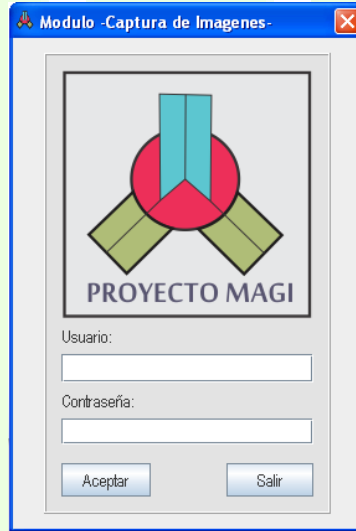 Modulo -Captura de Imagenes-
PROYECTO MAGI
Usuario:
Contraseña:
Aceptar Salir